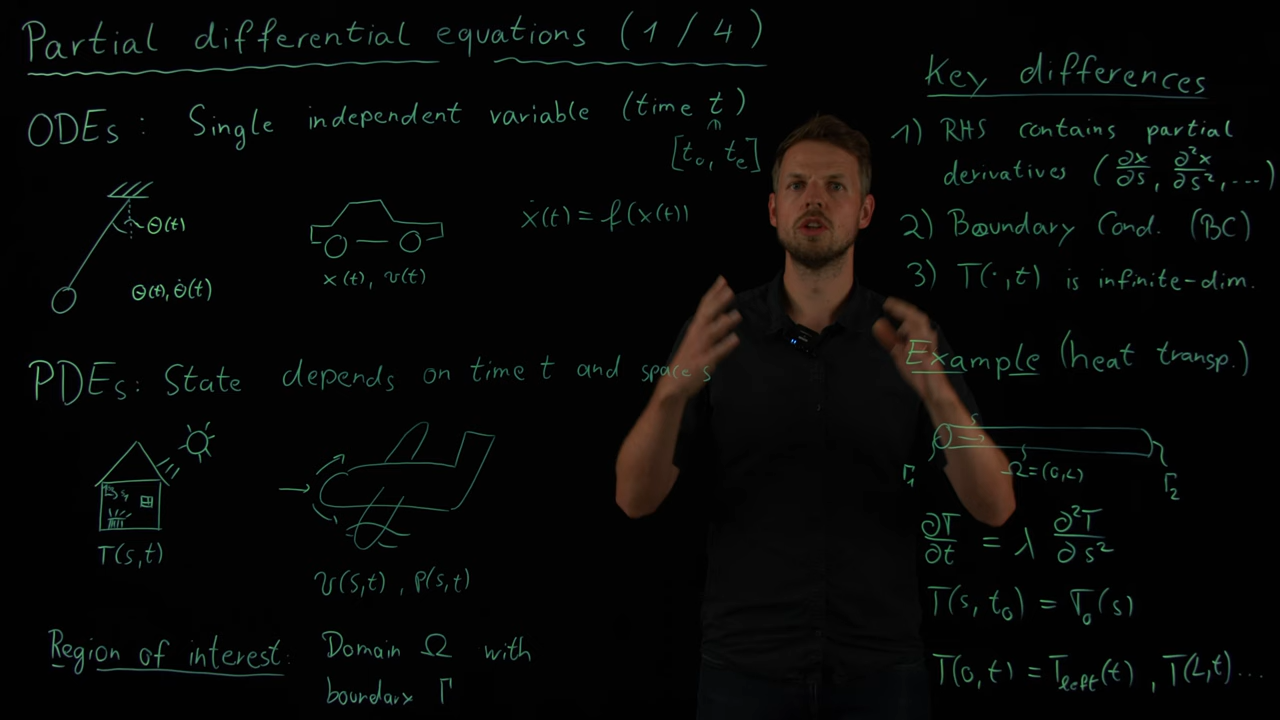 Partial differential equations (1/4)
ODEs: Single independent variable (time t)
∈
[t₀, tₑ]
Θ(t)
Θ(t), Θ̇(t)
x(t), v(t)
ẋ(t) = f(x(t))
PDEs: State depends on time t and space s
T(s,t)
v(s,t), p(s,t)
Region of interest: Domain Ω with
boundary Γ
Key differences
1) RHS contains partial
derivatives (∂x/∂s, ∂²x/∂s², ...)
2) Boundary Cond. (BC)
3) T(·,t) is infinite-dim.
Example (heat transp.)
s
Ω=(0,L)
Γ₁
Γ₂
∂T/∂t = λ ∂²T/∂s²
T(s, t₀) = T₀(s)
T(0,t) = T_left(t), T(L,t)...